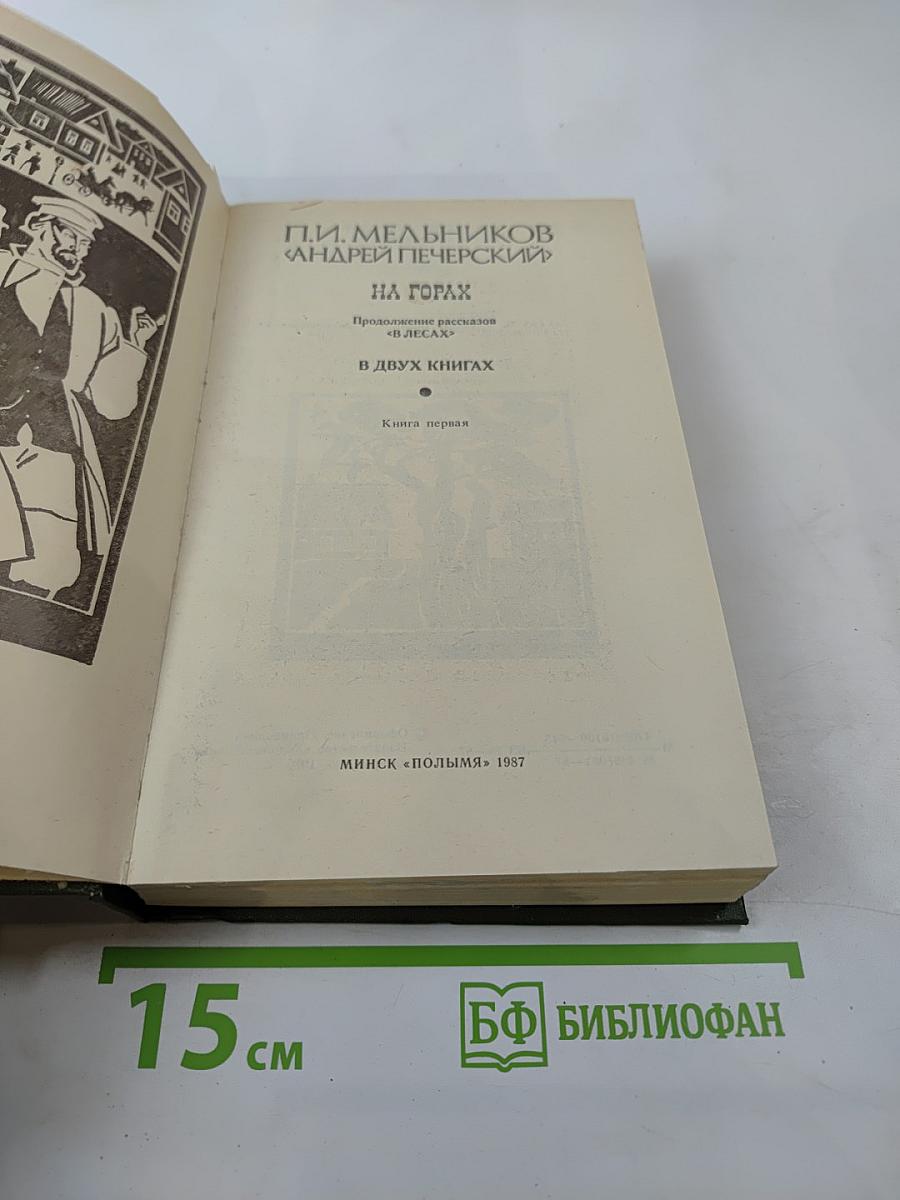 П.И. МЕЛЬНИКОВ
‹АНДРЕЙ ПЕЧЕРСКИЙ›
НА ГОРАХ
Продолжение рассказов
«В ЛЕСАХ»
В ДВУХ КНИГАХ
Книга первая
МИНСК «ПОЛЫМЯ» 1987
15 см
БФ БИБЛИОФАН